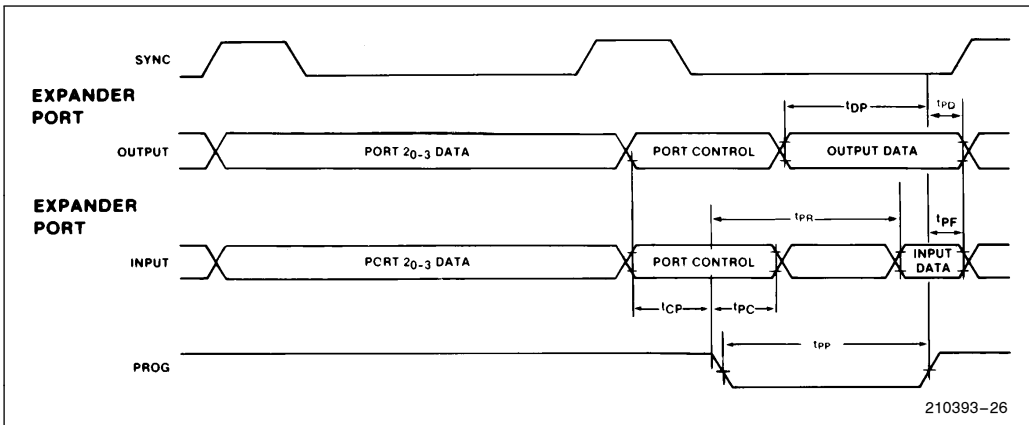 SYNC
EXPANDER
PORT
tDP
tPD
OUTPUT
PORT 20-3 DATA
PORT CONTROL
OUTPUT DATA
EXPANDER
PORT
tPR
tPF
INPUT
PCRT 20-3 DATA
PORT CONTROL
INPUT
DATA
tCP
tPC
tPP
PROG
210393-26